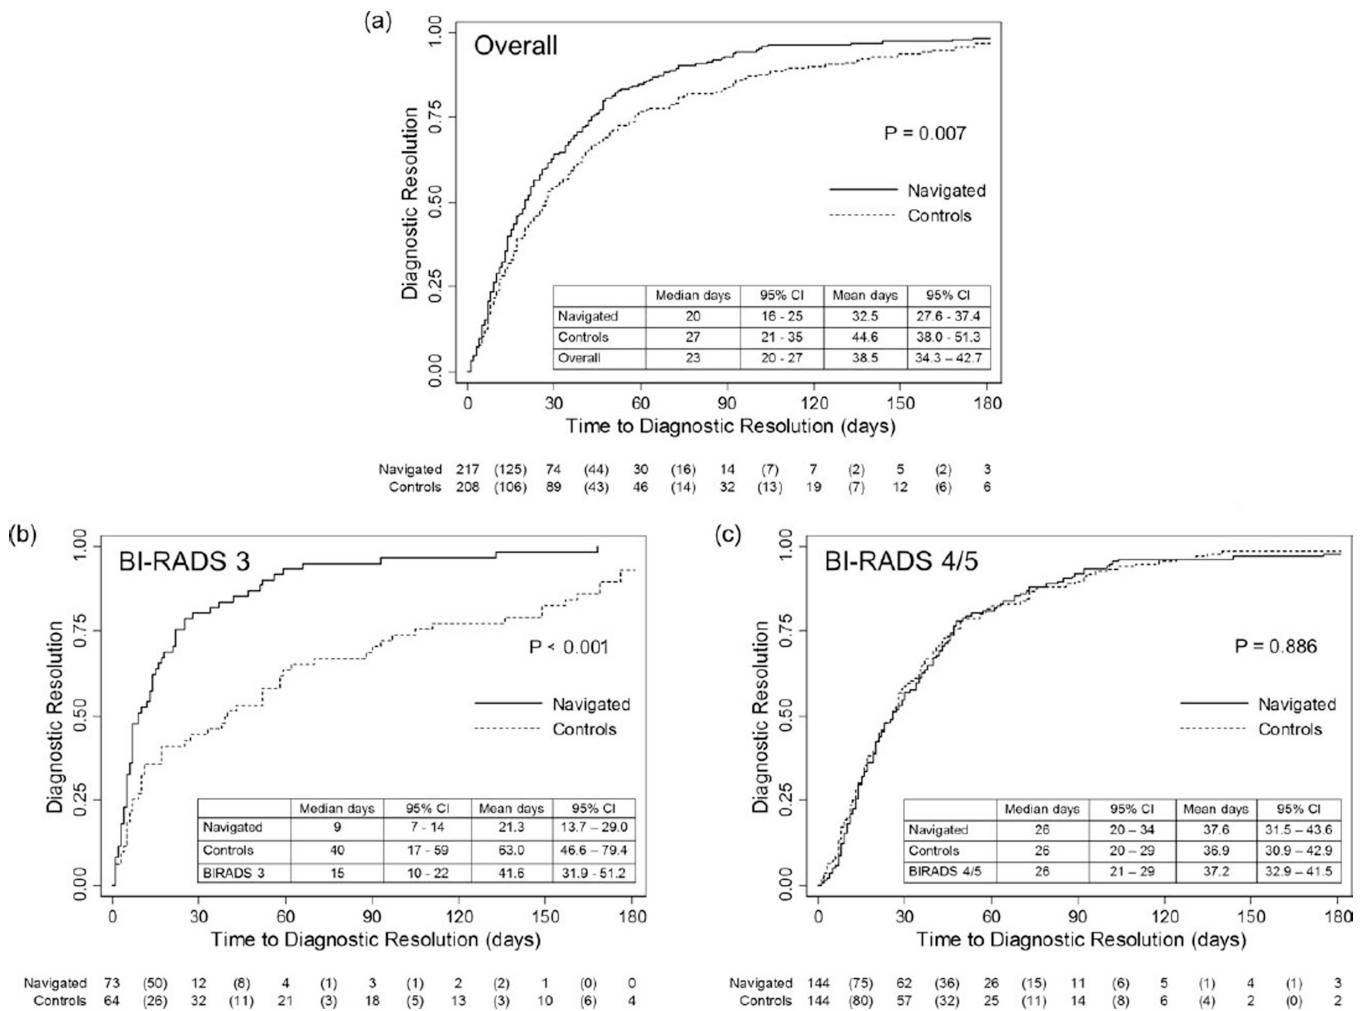 (a)
Overall
1.00
0.75
0.50
0.25
0.00
Diagnostic Resolution
P = 0.007
Navigated
Controls
Median days 95% CI Mean days 95% CI
Navigated 20 16 - 25 32.5 27.6 - 37.4
Controls 27 21 - 35 44.6 38.0 - 51.3
Overall 23 20 - 27 38.5 34.3 – 42.7
0 30 60 90 120 150 180
Time to Diagnostic Resolution (days)
Navigated 217 (125) 74 (44) 30 (16) 14 (7) 7 (2) 5 (2) 3
Controls 208 (106) 89 (43) 46 (14) 32 (13) 19 (7) 12 (6) 6
(b)
BI-RADS 3
1.00
0.75
0.50
0.25
0.00
Diagnostic Resolution
P < 0.001
Navigated
Controls
Median days 95% CI Mean days 95% CI
Navigated 9 7 - 14 21.3 13.7 – 29.0
Controls 40 17 - 59 63.0 46.6 – 79.4
BIRADS 3 15 10 - 22 41.6 31.9 - 51.2
0 30 60 90 120 150 180
Time to Diagnostic Resolution (days)
Navigated 73 (50) 12 (8) 4 (1) 3 (1) 2 (2) 1 (0) 0
Controls 64 (26) 32 (11) 21 (3) 18 (5) 13 (3) 10 (6) 4
(c)
BI-RADS 4/5
1.00
0.75
0.50
0.25
0.00
Diagnostic Resolution
P = 0.886
Navigated
Controls
Median days 95% CI Mean days 95% CI
Navigated 26 20 – 34 37.6 31.5 – 43.6
Controls 26 20 – 29 36.9 30.9 – 42.9
BIRADS 4/5 26 21 – 29 37.2 32.9 – 41.5
0 30 60 90 120 150 180
Time to Diagnostic Resolution (days)
Navigated 144 (75) 62 (36) 26 (15) 11 (6) 5 (1) 4 (1) 3
Controls 144 (80) 57 (32) 25 (11) 14 (8) 6 (4) 2 (0) 2